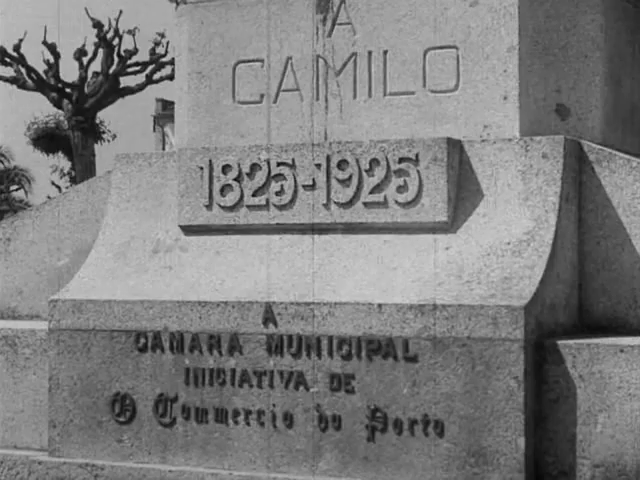 A
CAMILO
1825-1925
A
CAMARA MUNICIPAL
INICIATIVA DE
O Commercio do Porto